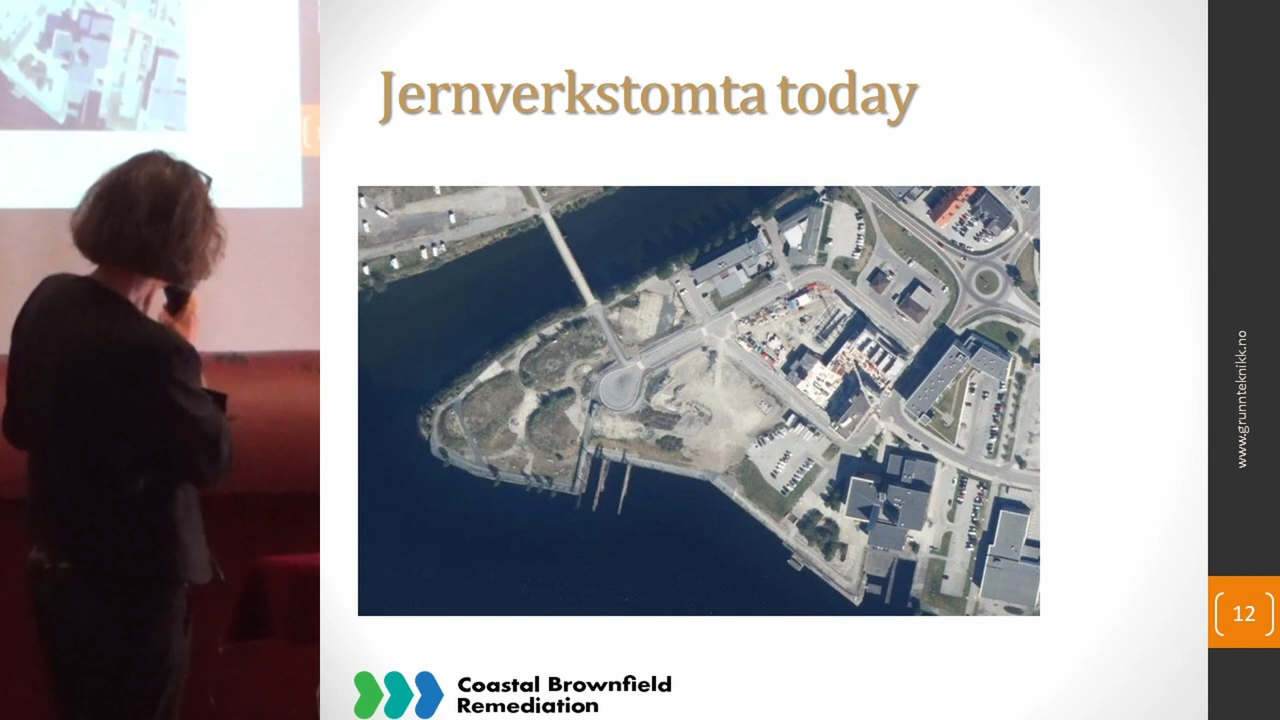 Jernverkstomta today
www.grunnteknikk.no
12
Coastal Brownfield
Remediation